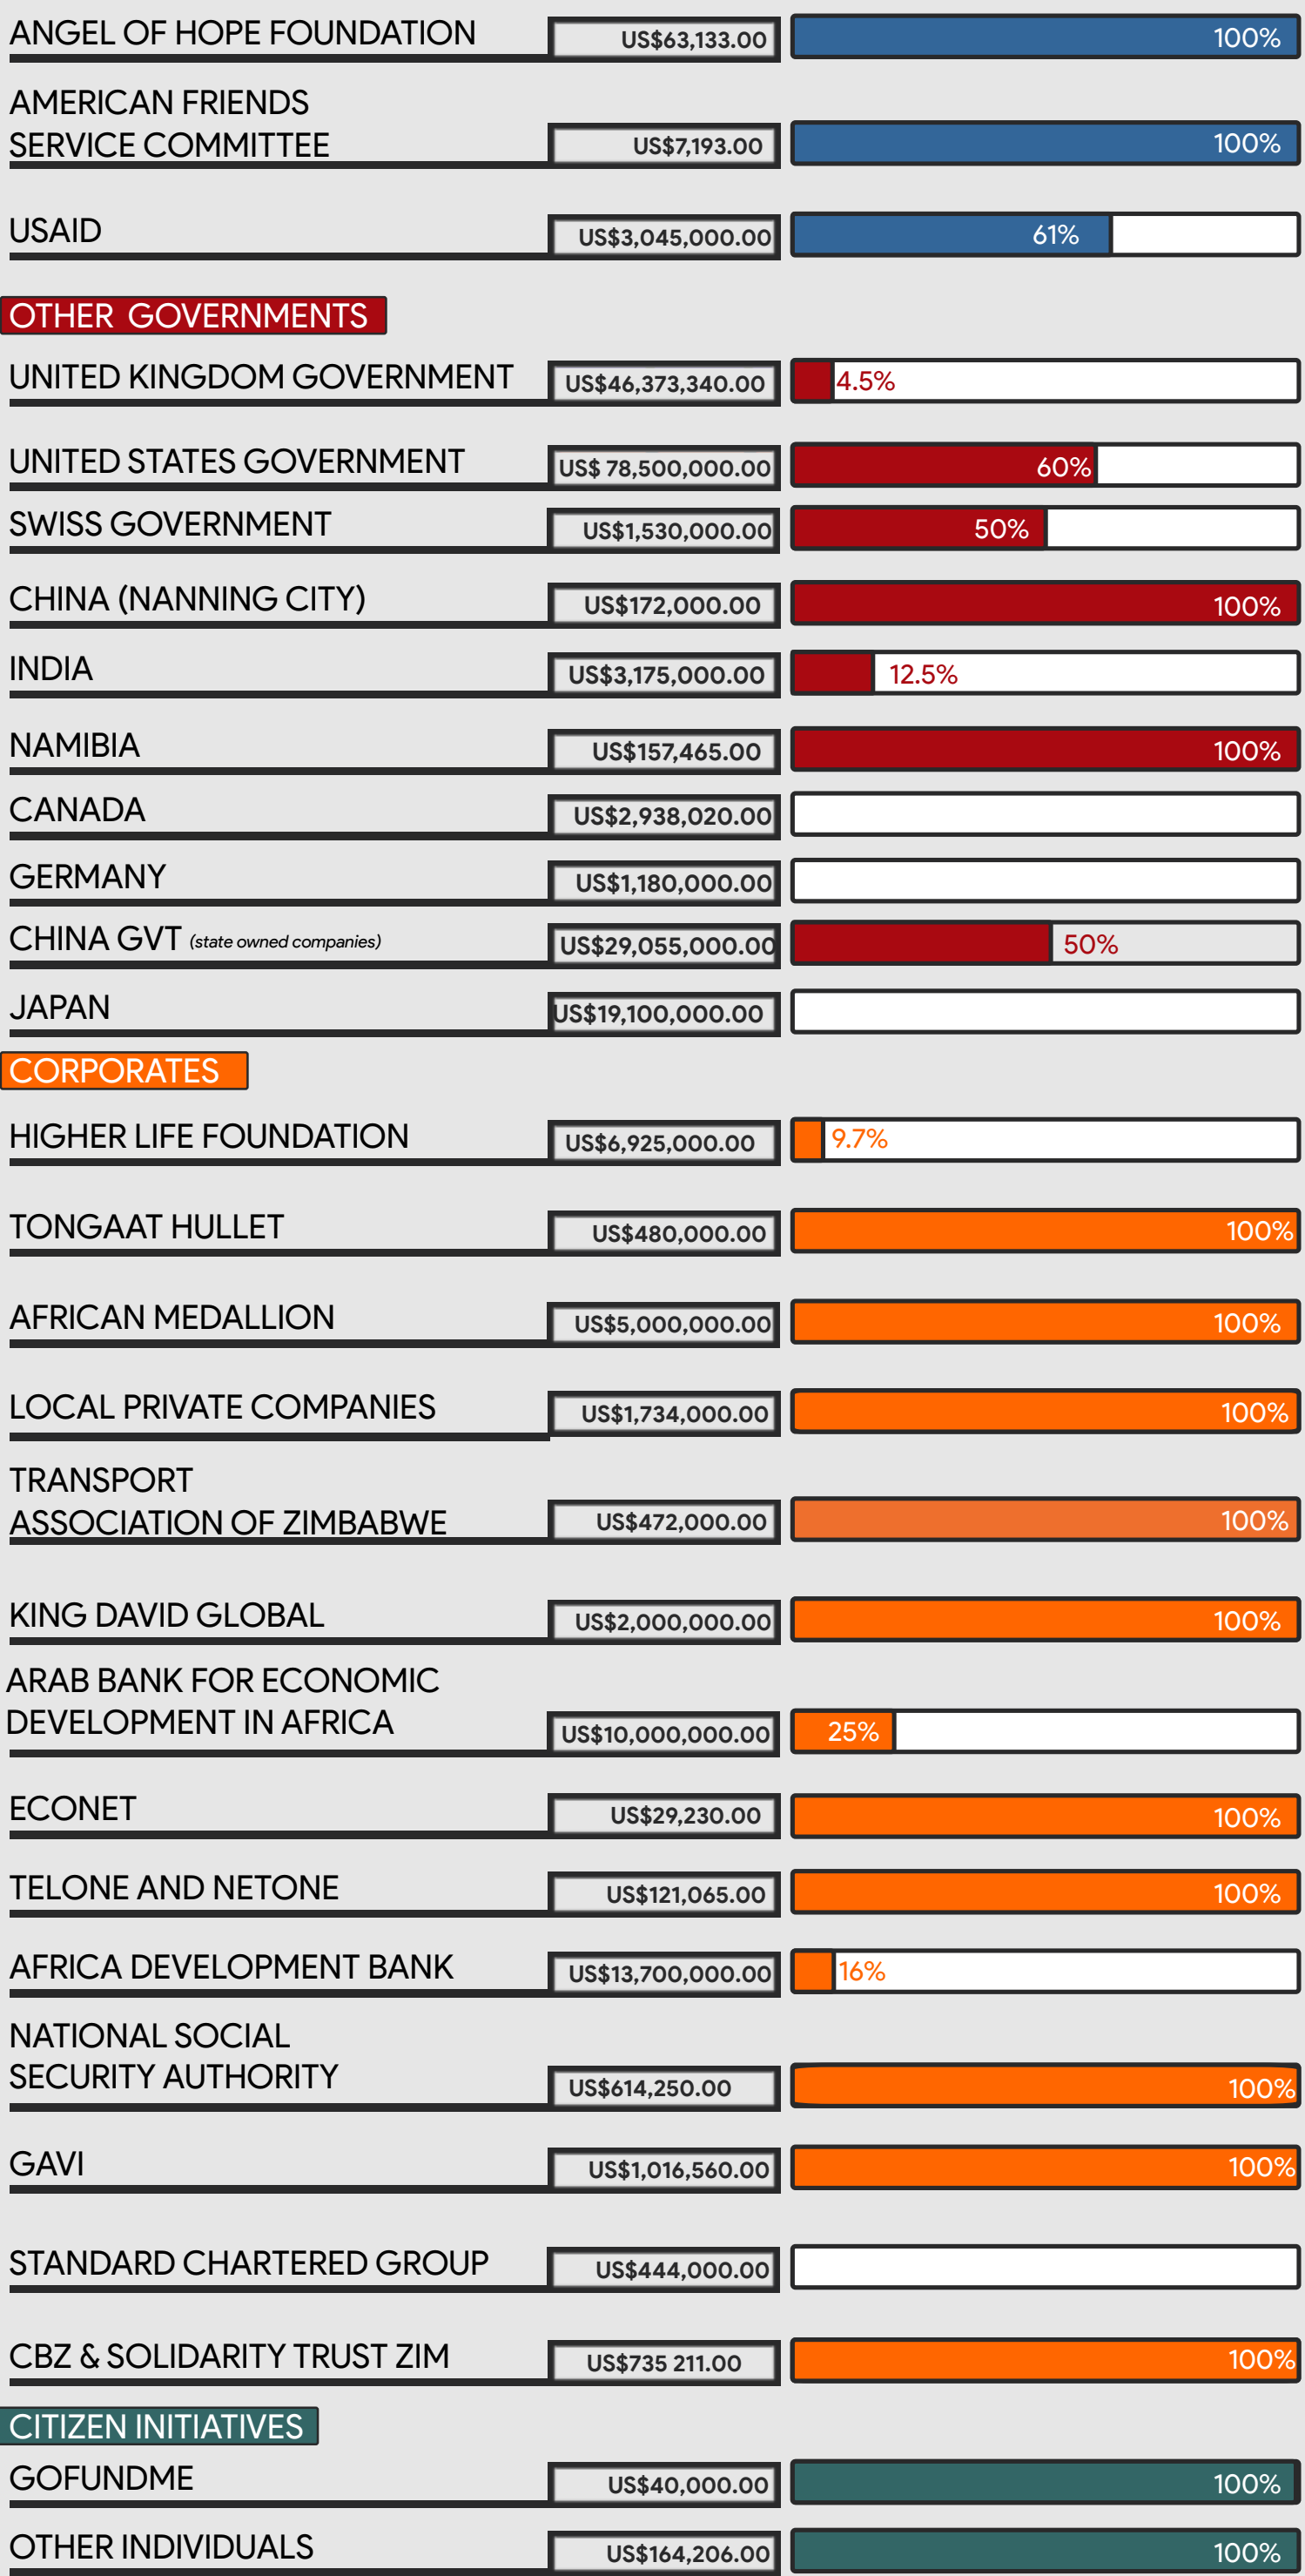 ANGEL OF HOPE FOUNDATION US$63,133.00 100%
AMERICAN FRIENDS
SERVICE COMMITTEE US$7,193.00 100%
USAID US$3,045,000.00 61%
OTHER GOVERNMENTS
UNITED KINGDOM GOVERNMENT US$46,373,340.00 4.5%
UNITED STATES GOVERNMENT US$ 78,500,000.00 60%
SWISS GOVERNMENT US$1,530,000.00 50%
CHINA (NANNING CITY) US$172,000.00 100%
INDIA US$3,175,000.00 12.5%
NAMIBIA US$157,465.00 100%
CANADA US$2,938,020.00
GERMANY US$1,180,000.00
CHINA GVT (state owned companies) US$29,055,000.00 50%
JAPAN US$19,100,000.00
CORPORATES
HIGHER LIFE FOUNDATION US$6,925,000.00 9.7%
TONGAAT HULLET US$480,000.00 100%
AFRICAN MEDALLION US$5,000,000.00 100%
LOCAL PRIVATE COMPANIES US$1,734,000.00 100%
TRANSPORT
ASSOCIATION OF ZIMBABWE US$472,000.00 100%
KING DAVID GLOBAL US$2,000,000.00 100%
ARAB BANK FOR ECONOMIC
DEVELOPMENT IN AFRICA US$10,000,000.00 25%
ECONET US$29,230.00 100%
TELONE AND NETONE US$121,065.00 100%
AFRICA DEVELOPMENT BANK US$13,700,000.00 16%
NATIONAL SOCIAL
SECURITY AUTHORITY US$614,250.00 100%
GAVI US$1,016,560.00 100%
STANDARD CHARTERED GROUP US$444,000.00
CBZ & SOLIDARITY TRUST ZIM US$735 211.00 100%
CITIZEN INITIATIVES
GOFUNDME US$40,000.00 100%
OTHER INDIVIDUALS US$164,206.00 100%